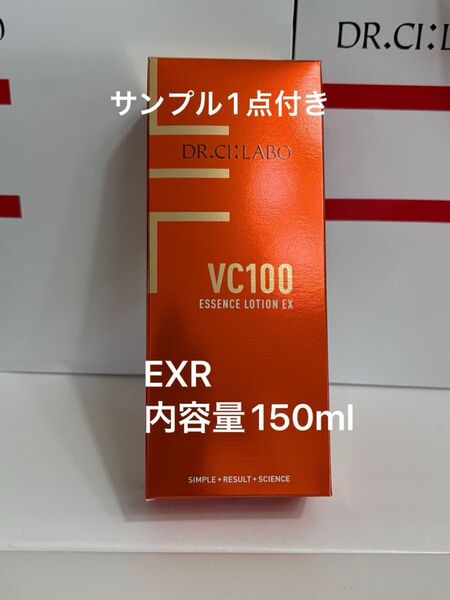 DR.CI:LABO
サンプル1点付き
DR.CI:LABO
VC100
ESSENCE LOTION EX
EXR
内容量150ml
SIMPLE+RESULT+SCIENCE